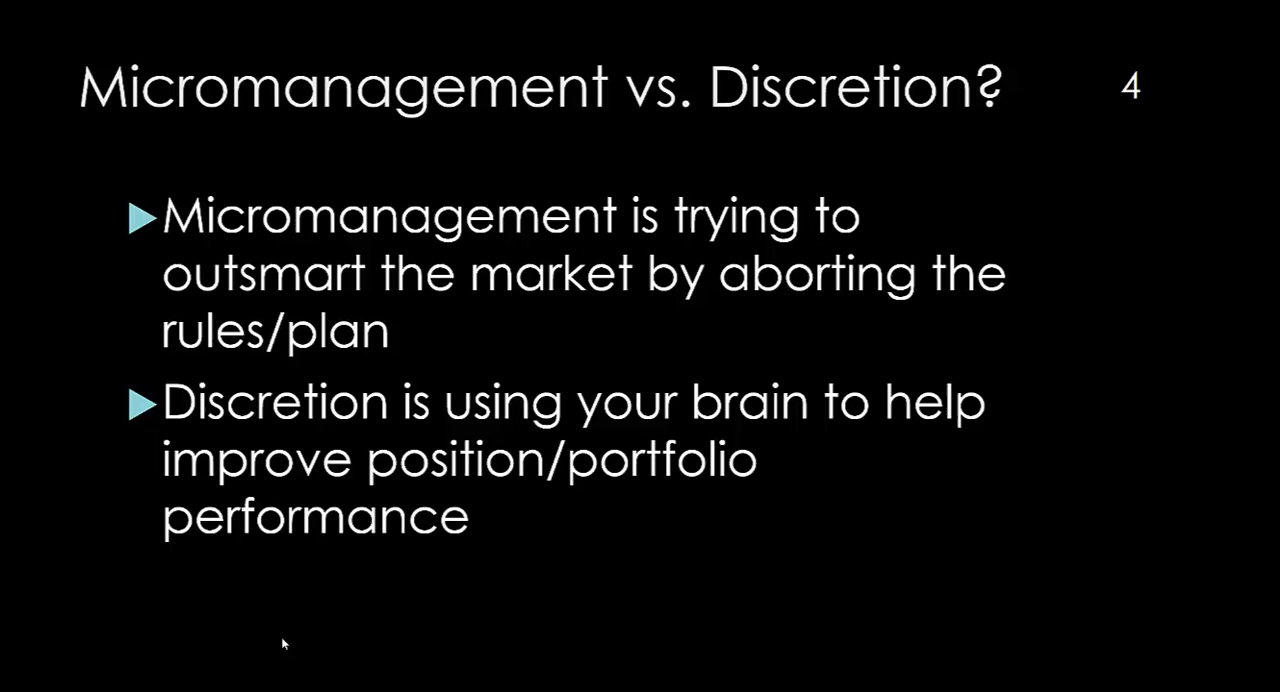 Micromanagement vs. Discretion? 4
Micromanagement is trying to
outsmart the market by aborting the
rules/plan
Discretion is using your brain to help
improve position/portfolio
performance